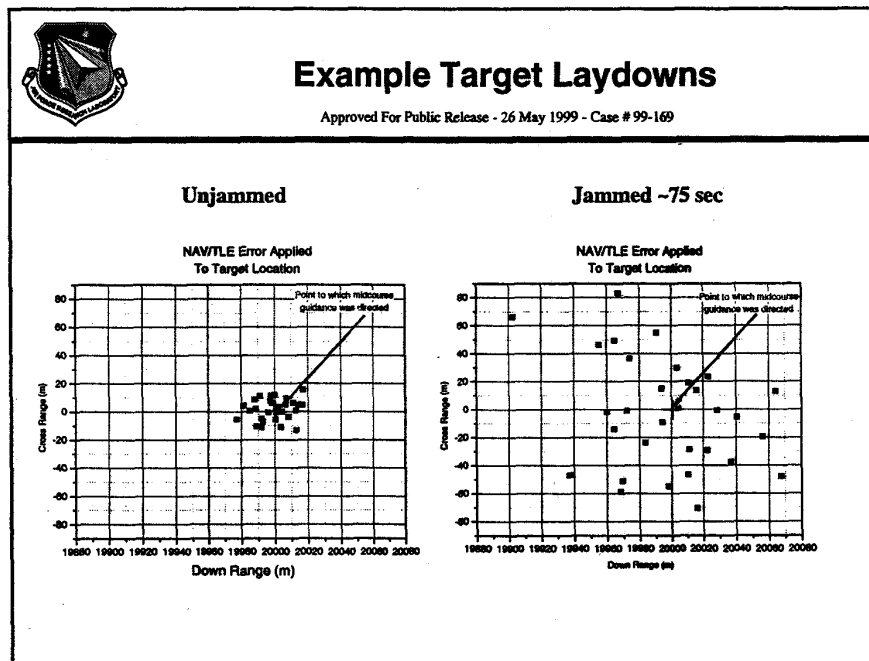 AIR FORCE RESEARCH LABORATORY
Example Target Laydowns
Approved For Public Release - 26 May 1999 - Case # 99-169
Unjammed
NAV/TLE Error Applied
To Target Location
Point to which midcourse
guidance was directed
Cross Range (m)
80
60
40
20
0
-20
-40
-60
-80
19880 19900 19920 19940 19960 19980 20000 20020 20040 20060 20080
Down Range (m)
Jammed ~75 sec
NAV/TLE Error Applied
To Target Location
Point to which midcourse
guidance was directed
Cross Range (m)
80
60
40
20
0
-20
-40
-60
-80
19880 19900 19920 19940 19960 19980 20000 20020 20040 20060 20080
Down Range (m)